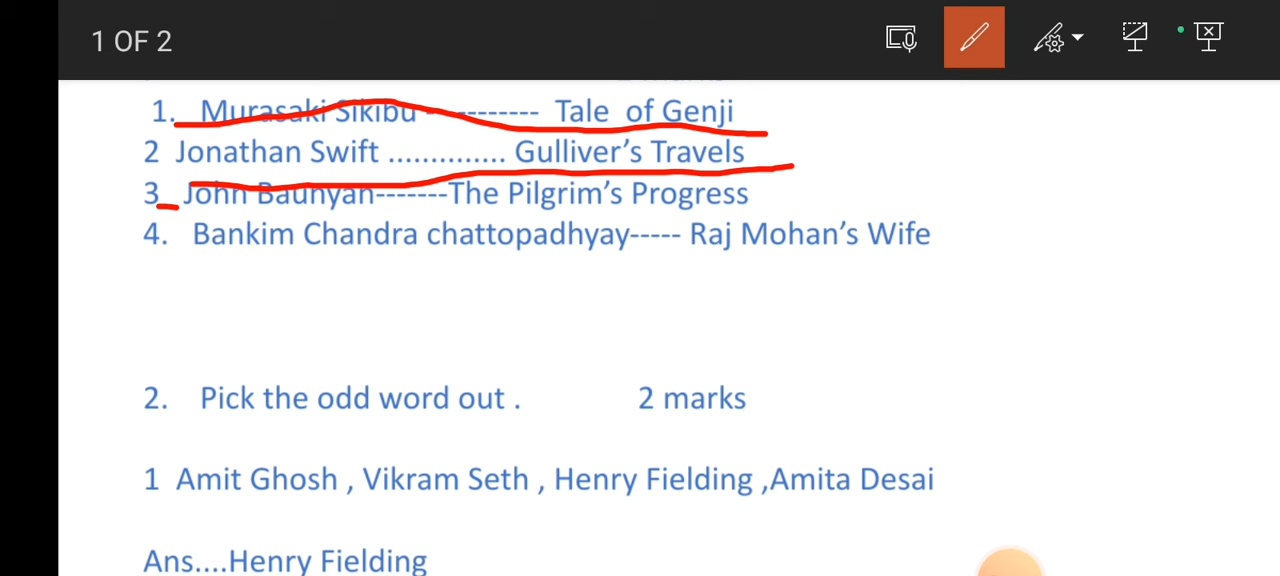 1 OF 2
1. Murasaki Sikibu ---------- Tale of Genji
2 Jonathan Swift .............. Gulliver's Travels
3. John Baunyan-------The Pilgrim's Progress
4. Bankim Chandra chattopadhyay----- Raj Mohan's Wife
2. Pick the odd word out . 2 marks
1 Amit Ghosh , Vikram Seth , Henry Fielding ,Amita Desai
Ans....Henry Fielding